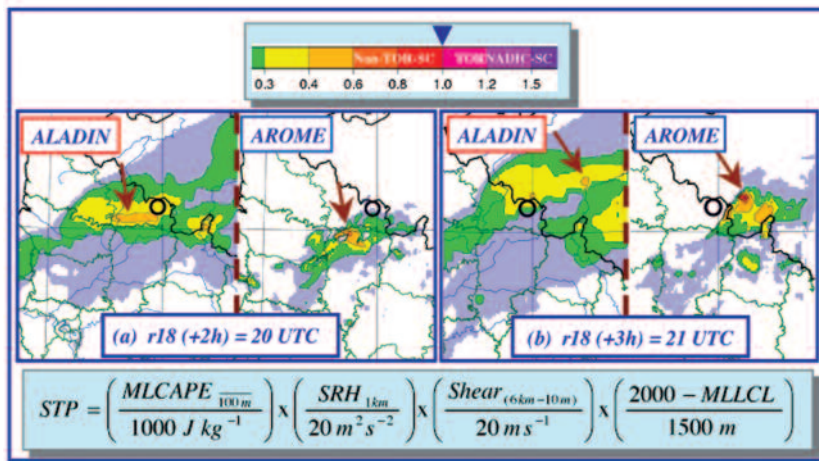 Non-TOR-SC TORNADIC-SC
0.3 0.4 0.6 0.8 1.0 1.2 1.5
ALADIN AROME ALADIN AROME
(a) r18 (+2h) = 20 UTC (b) r18 (+3h) = 21 UTC
STP = (MLCAPE 100 m / 1000 J kg⁻¹) x (SRH 1km / 20 m² s⁻²) x (Shear (6km–10m) / 20 m s⁻¹) x (2000 – MLLCL / 1500 m)